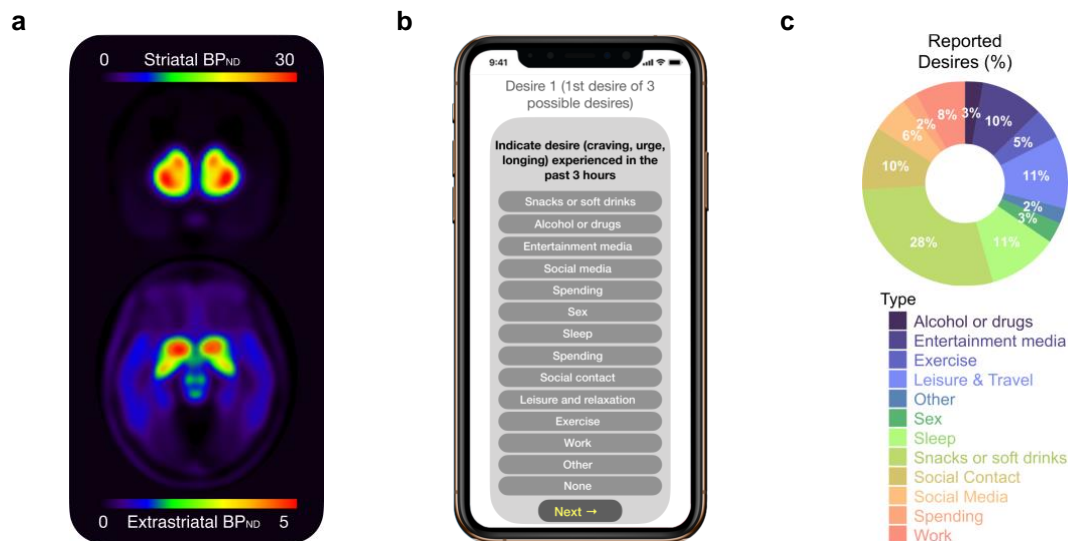 a
0 Striatal BPND 30
0 Extrastriatal BPND 5
b
9:41
Desire 1 (1st desire of 3
possible desires)
Indicate desire (craving, urge,
longing) experienced in the
past 3 hours
Snacks or soft drinks
Alcohol or drugs
Entertainment media
Social media
Spending
Sex
Sleep
Spending
Social contact
Leisure and relaxation
Exercise
Work
Other
None
Next →
c
Reported
Desires (%)
3%
10%
5%
11%
2%
3%
11%
28%
10%
6%
2%
8%
Type
Alcohol or drugs
Entertainment media
Exercise
Leisure & Travel
Other
Sex
Sleep
Snacks or soft drinks
Social Contact
Social Media
Spending
Work